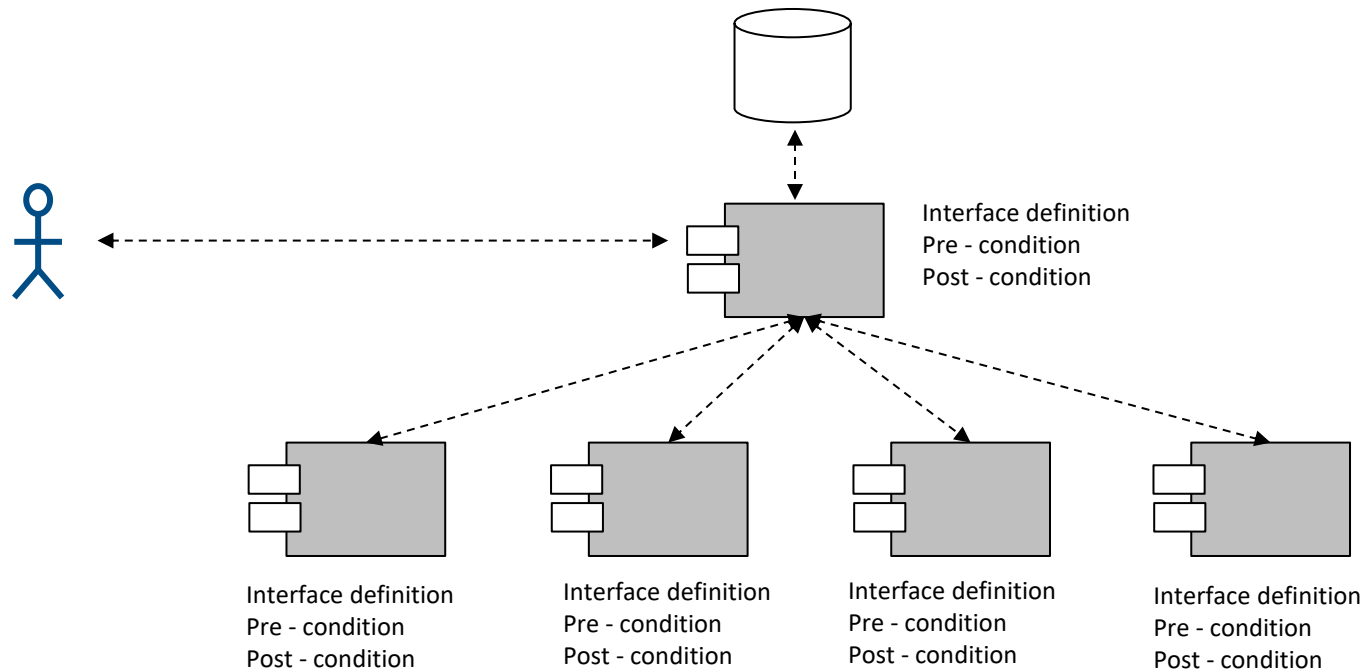 Interface definition
Pre - condition
Post - condition
Interface definition
Pre - condition
Post - condition
Interface definition
Pre - condition
Post - condition
Interface definition
Pre - condition
Post - condition
Interface definition
Pre - condition
Post - condition